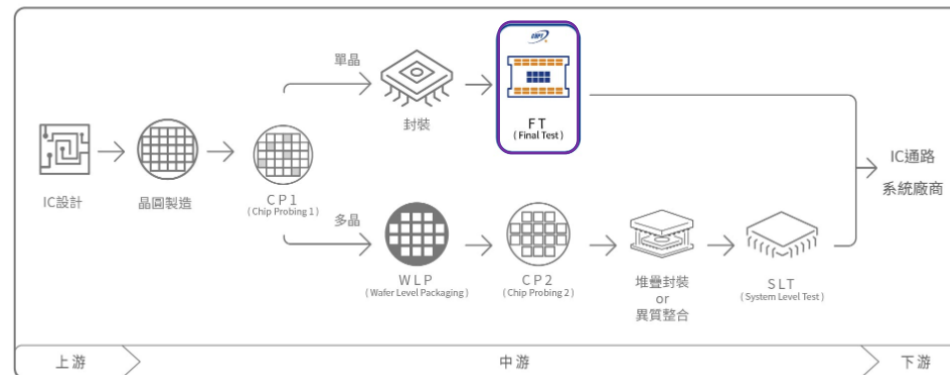 IC設計
晶圓製造
CP1
(Chip Probing 1)
單晶
封裝
FT
(Final Test)
多晶
WLP
(Wafer Level Packaging)
CP2
(Chip Probing 2)
堆疊封裝
or
異質整合
SLT
(System Level Test)
IC通路
系統廠商
上游
中游
下游